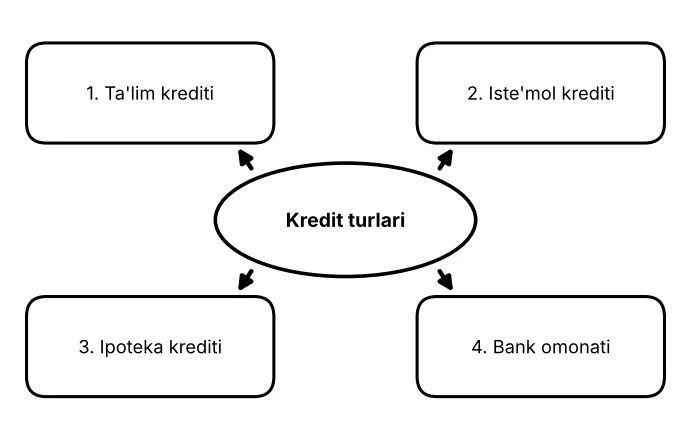 1. Ta'lim krediti
2. Iste'mol krediti
Kredit turlari
3. Ipoteka krediti
4. Bank omonati